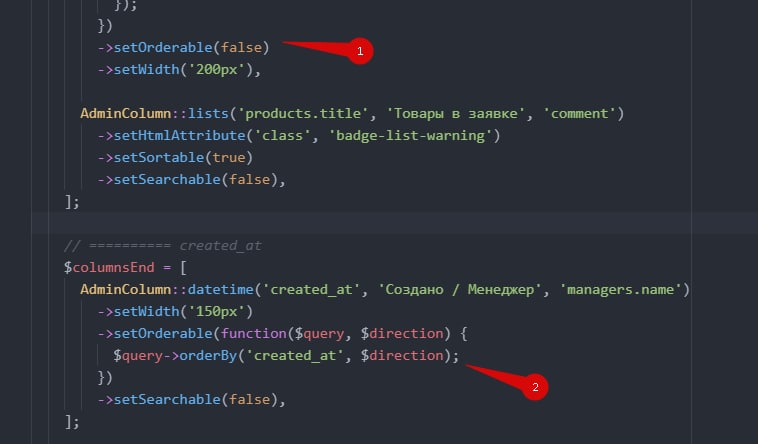 });
})
->setOrderable(false)
1
->setWidth('200px'),
AdminColumn::lists('products.title', 'Товары в заявке', 'comment')
->setHtmlAttribute('class', 'badge-list-warning')
->setSortable(true)
->setSearchable(false),
];
// ========== created_at
$columnsEnd = [
AdminColumn::datetime('created_at', 'Создано / Менеджер', 'managers.name')
->setWidth('150px')
->setOrderable(function($query, $direction) {
$query->orderBy('created_at', $direction);
2
})
->setSearchable(false),
];